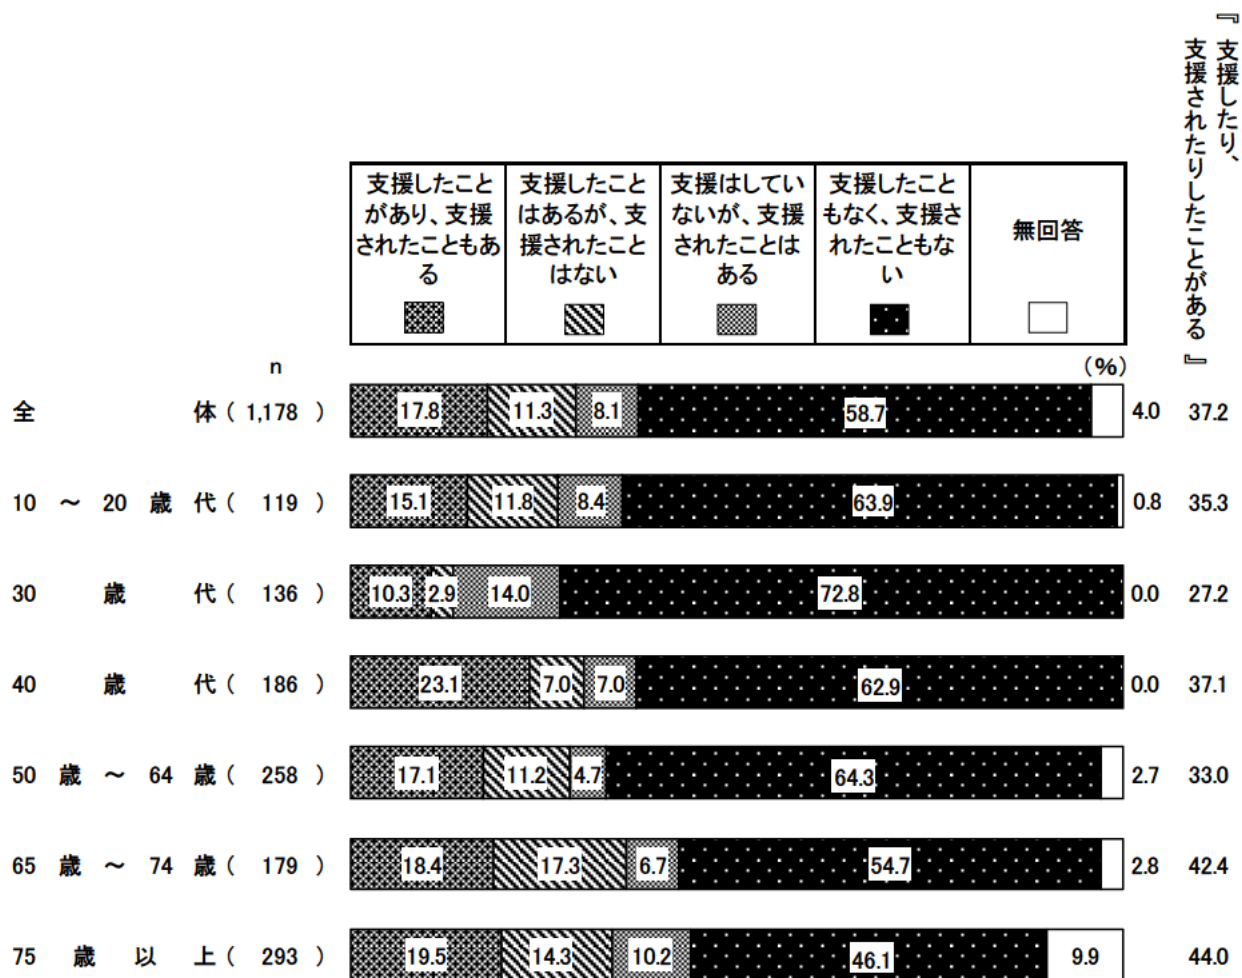 『支援したり、
支援されたりしたことがある』
支援したこと
があり、支援
されたこともあ
る
支援したこと
はあるが、支
援されたこと
はない
支援はしてい
ないが、支援
されたことは
ある
支援したこと
もなく、支援さ
れたこともな
い
無回答
n
(%)
全体( 1,178 ) 17.8 11.3 8.1 58.7 4.0 37.2
10 ～ 20 歳代( 119 ) 15.1 11.8 8.4 63.9 0.8 35.3
30 歳代( 136 ) 10.3 2.9 14.0 72.8 0.0 27.2
40 歳代( 186 ) 23.1 7.0 7.0 62.9 0.0 37.1
50 歳 ～ 64 歳( 258 ) 17.1 11.2 4.7 64.3 2.7 33.0
65 歳 ～ 74 歳( 179 ) 18.4 17.3 6.7 54.7 2.8 42.4
75 歳以上( 293 ) 19.5 14.3 10.2 46.1 9.9 44.0